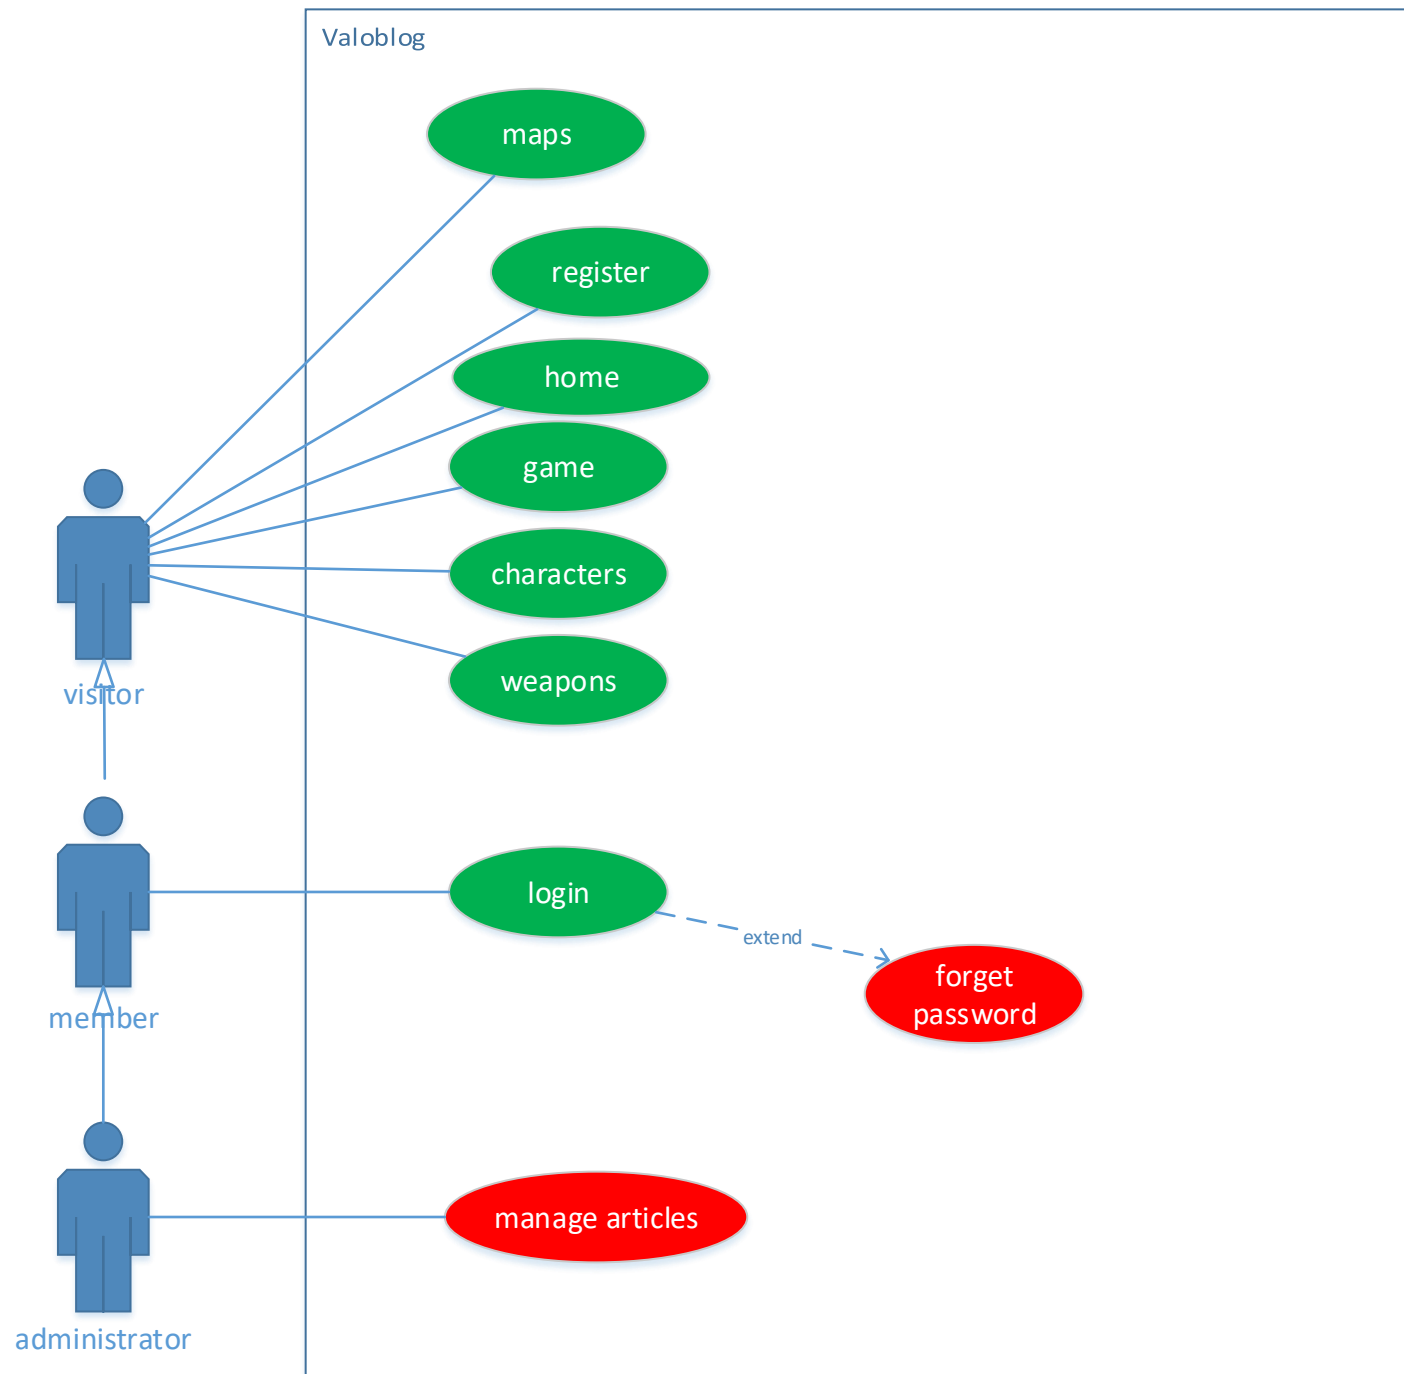 Valoblog
maps
register
home
game
characters
weapons
visitor
login
extend
forget
password
member
manage articles
administrator